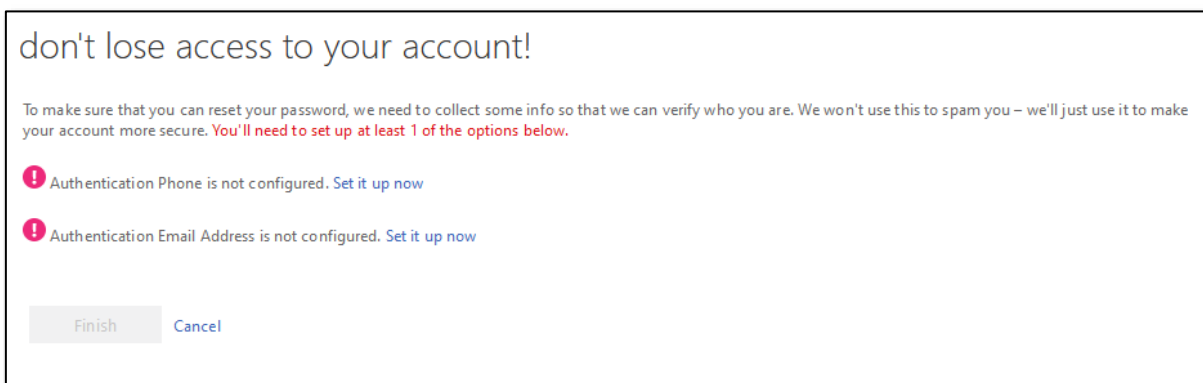 don't lose access to your account!
To make sure that you can reset your password, we need to collect some info so that we can verify who you are. We won't use this to spam you – we'll just use it to make
your account more secure. You'll need to set up at least 1 of the options below.
Authentication Phone is not configured. Set it up now
Authentication Email Address is not configured. Set it up now
Finish Cancel